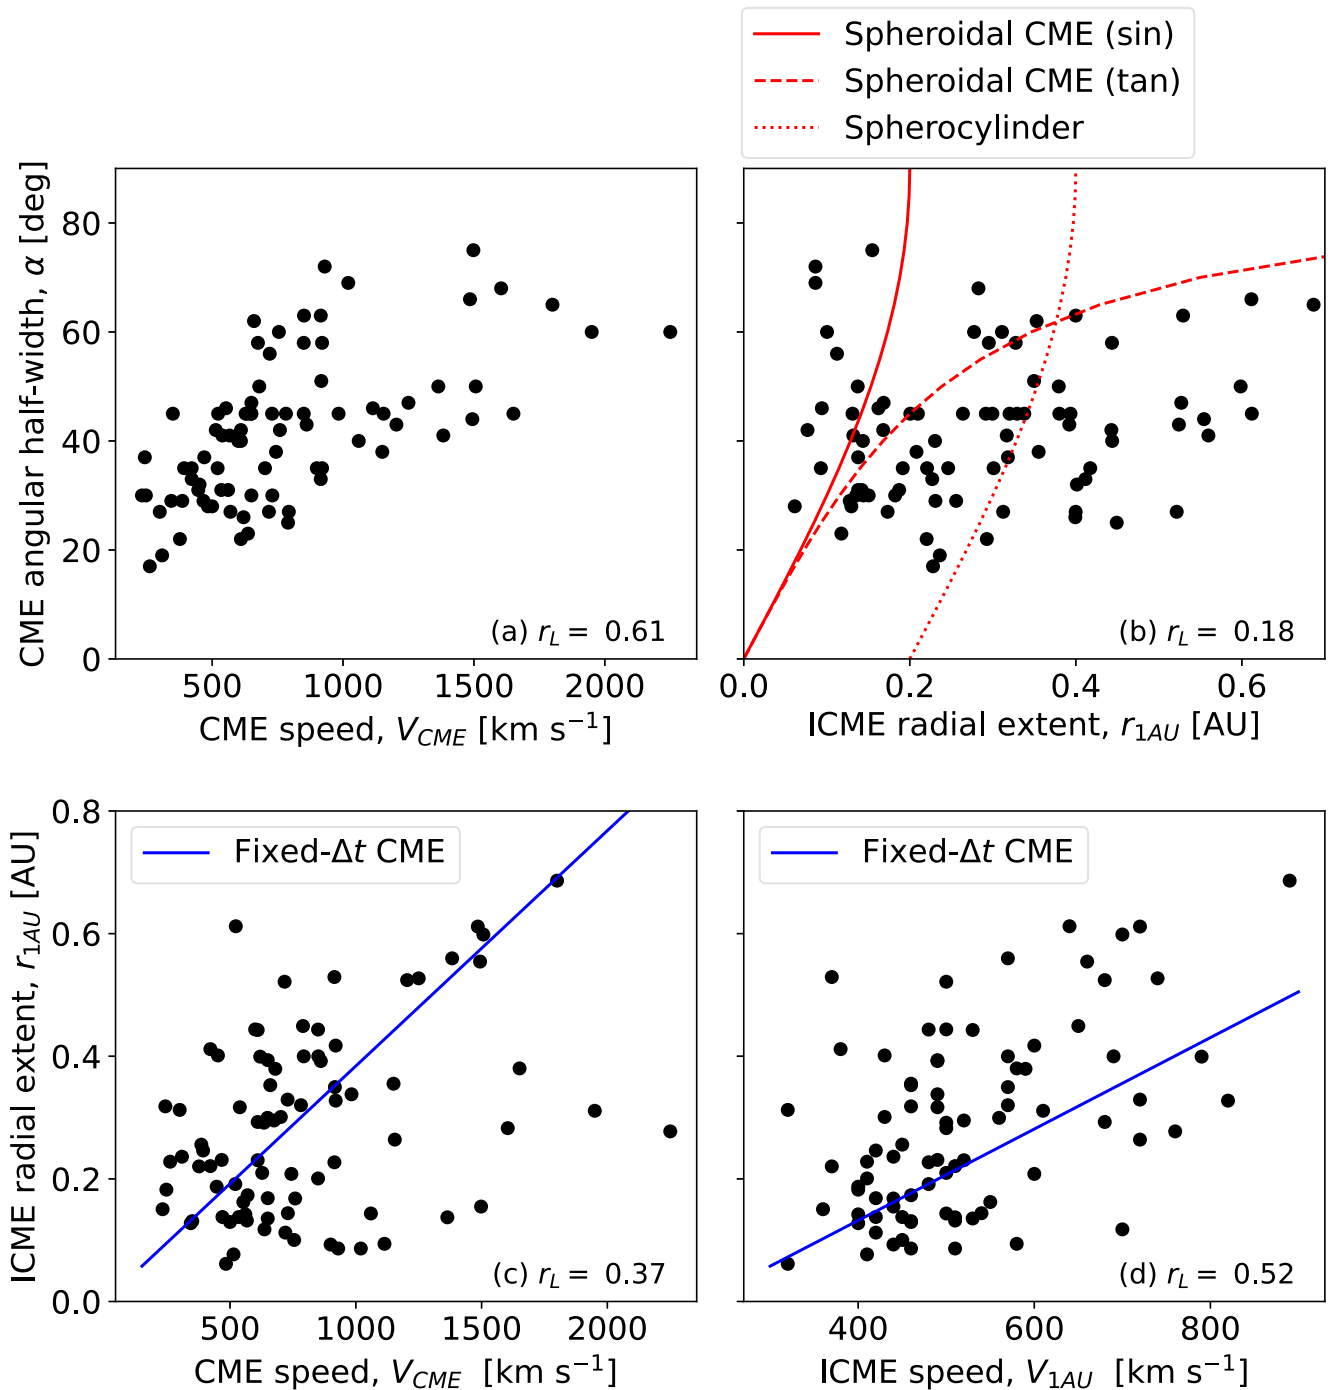 Spheroidal CME (sin)
Spheroidal CME (tan)
Spherocylinder
CME angular half-width, α [deg]
80
60
40
20
0
(a) r_L = 0.61
500 1000 1500 2000
CME speed, V_CME [km s⁻¹]
(b) r_L = 0.18
0.0 0.2 0.4 0.6
ICME radial extent, r_1AU [AU]
ICME radial extent, r_1AU [AU]
0.8
0.6
0.4
0.2
0.0
Fixed-Δt CME
(c) r_L = 0.37
500 1000 1500 2000
CME speed, V_CME [km s⁻¹]
Fixed-Δt CME
(d) r_L = 0.52
400 600 800
ICME speed, V_1AU [km s⁻¹]